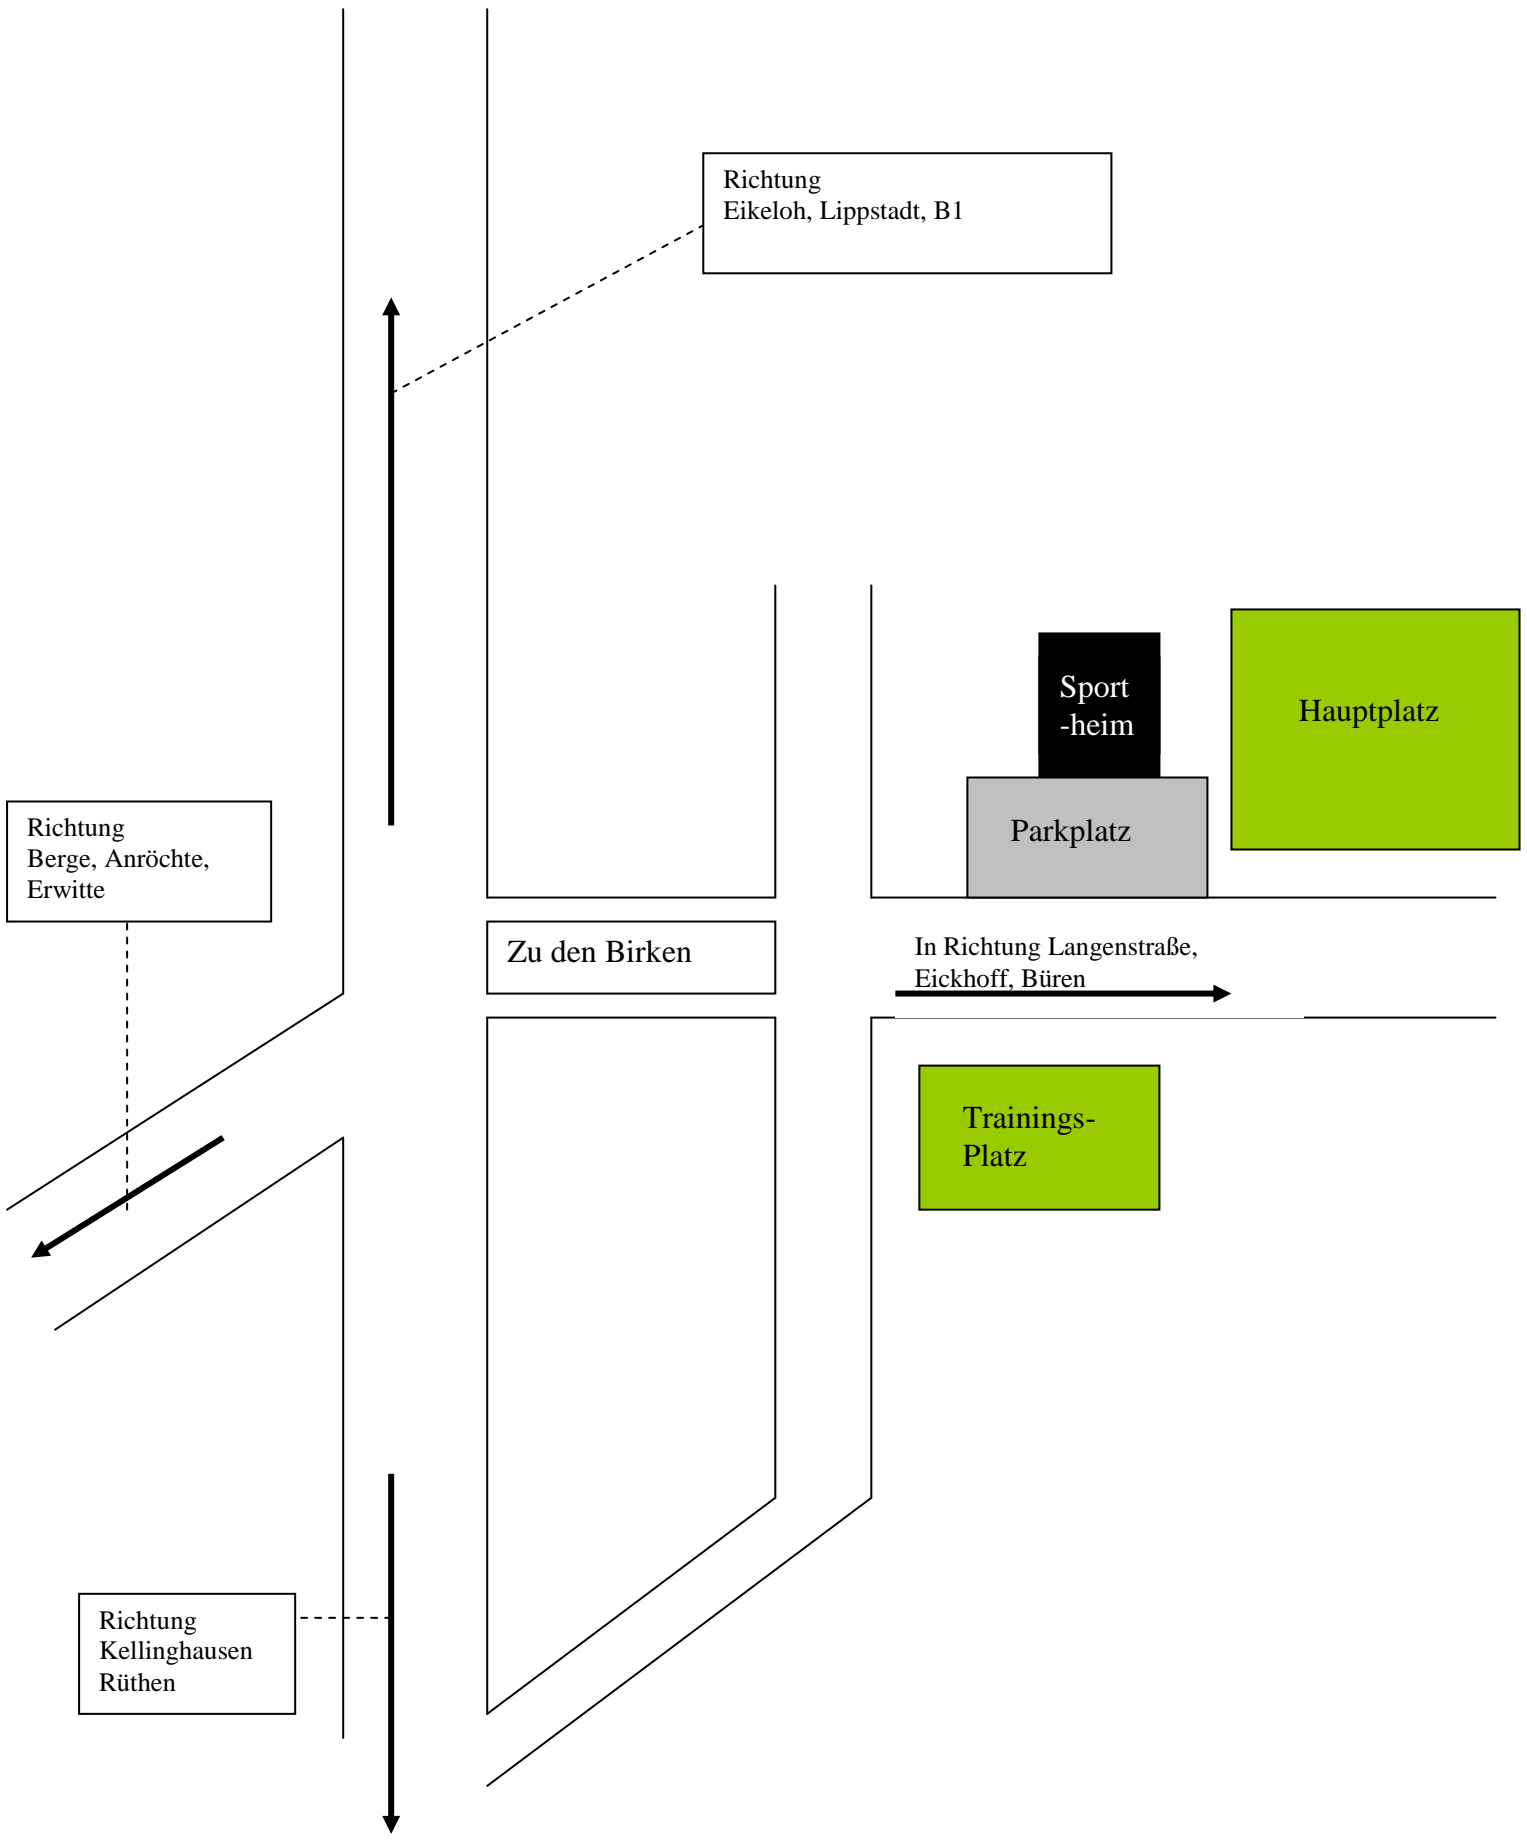 Richtung
Eikeloh, Lippstadt, B1
Sport
-heim
Hauptplatz
Parkplatz
Richtung
Berge, Anröchte,
Erwitte
Zu den Birken
In Richtung Langenstraße,
Eickhoff, Büren
Trainings-
Platz
Richtung
Kellinghausen
Rüthen